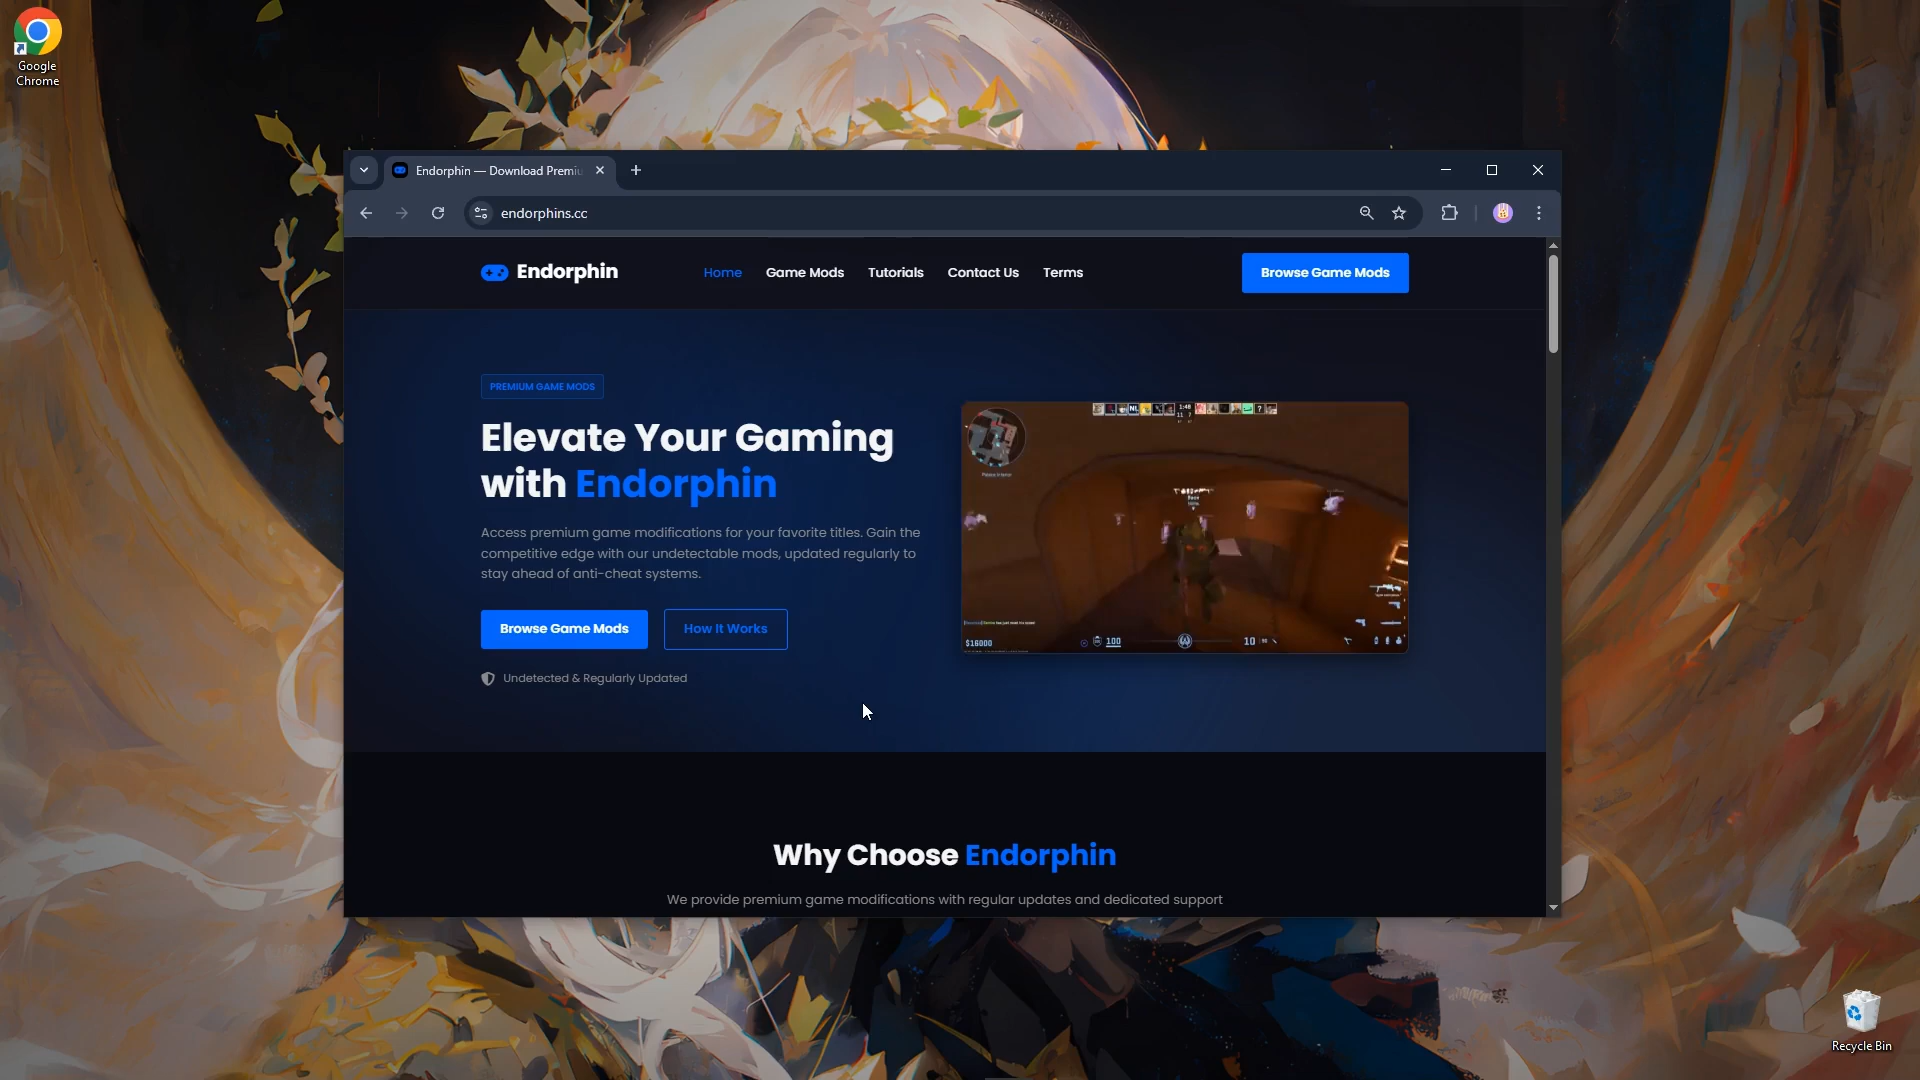 Google
Chrome
Endorphin — Download Premiu
endorphins.cc
Endorphin
Home
Game Mods
Tutorials
Contact Us
Terms
Browse Game Mods
PREMIUM GAME MODS
Elevate Your Gaming
with Endorphin
Access premium game modifications for your favorite titles. Gain the
competitive edge with our undetectable mods, updated regularly to
stay ahead of anti-cheat systems.
Browse Game Mods
How It Works
Undetected & Regularly Updated
1:48
11 7
$16000
100
10
Why Choose Endorphin
We provide premium game modifications with regular updates and dedicated support
Recycle Bin